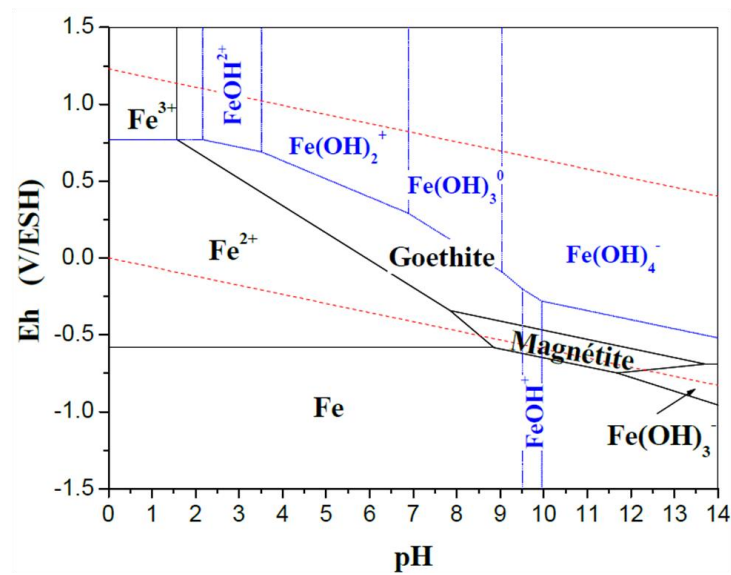 1.5
1.0
0.5
0.0
-0.5
-1.0
-1.5
Eh (V/ESH)
Fe3+
FeOH2+
Fe(OH)2+
Fe(OH)30
Fe(OH)4-
Goethite
Fe2+
Magnétite
Fe
FeOH+
Fe(OH)3-
0 1 2 3 4 5 6 7 8 9 10 11 12 13 14
pH